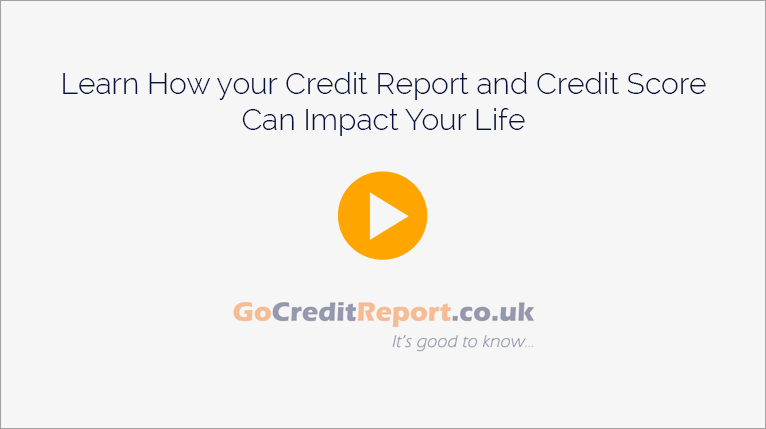 Learn How your Credit Report and Credit Score
Can Impact Your Life
GoCreditReport.co.uk
It's good to know...